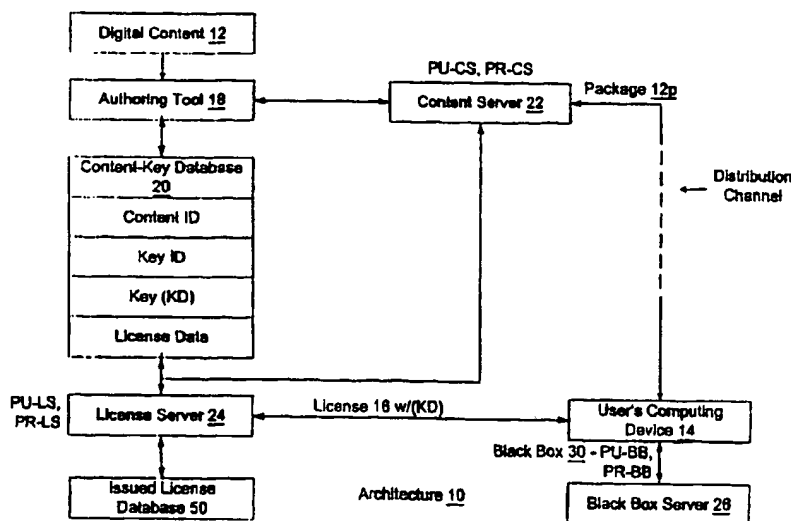 Digital Content 12
PU-CS, PR-CS
Authoring Tool 18
Content Server 22
Package 12p
Content-Key Database
20
Content ID
Key ID
Key (KD)
License Data
Distribution
Channel
PU-LS,
PR-LS
License Server 24
License 16 w/(KD)
User's Computing
Device 14
Black Box 30 - PU-BB,
PR-BB
Issued License
Database 50
Architecture 10
Black Box Server 26